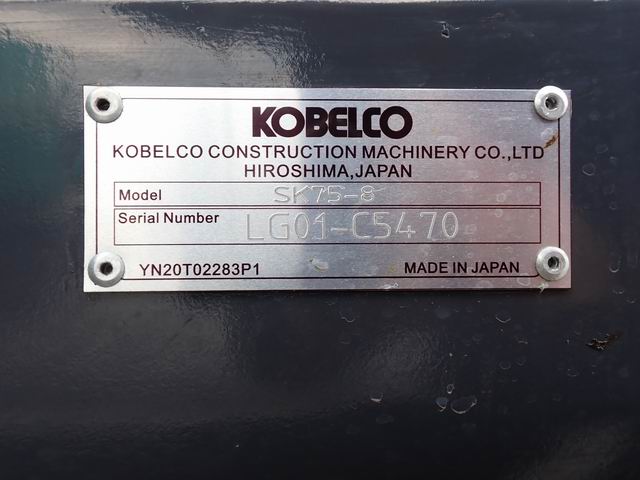 KOBELCO
KOBELCO CONSTRUCTION MACHINERY CO.,LTD
HIROSHIMA,JAPAN
Model SK75-8
Serial Number LG01-C5470
YN20T02283P1 MADE IN JAPAN